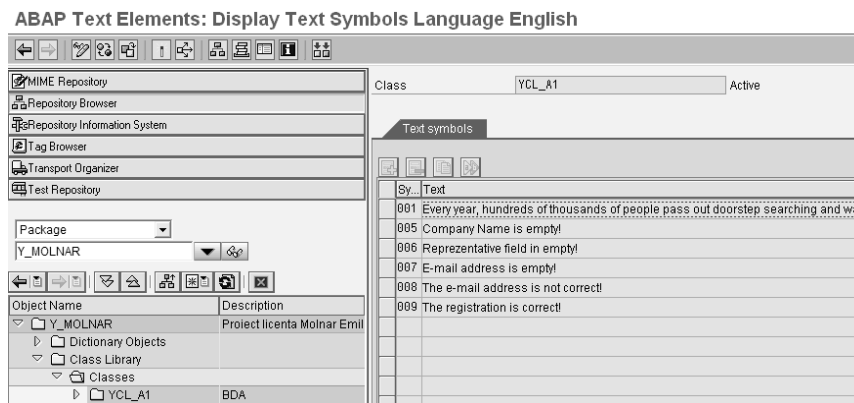 ABAP Text Elements: Display Text Symbols Language English
MIME Repository
Repository Browser
Repository Information System
Tag Browser
Transport Organizer
Test Repository
Package
Y_MOLNAR
Object Name Description
Y_MOLNAR Proiect licenta Molnar Emil
Dictionary Objects
Class Library
Classes
YCL_A1 BDA
Class YCL_A1 Active
Text symbols
Sy... Text
001 Every year, hundreds of thousands of people pass out doorstep searching and wa
005 Company Name is empty!
006 Reprezentative field in empty!
007 E-mail address is empty!
008 The e-mail address is not correct!
009 The registration is correct!